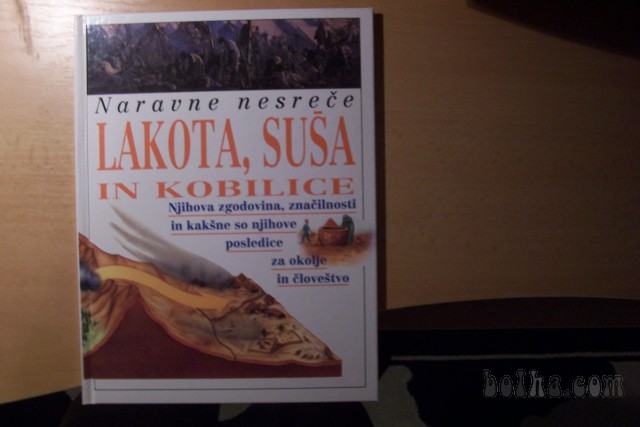 Naravne nesreče
LAKOTA, SUŠA
IN KOBILICE
Njihova zgodovina, značilnosti
in kakšne so njihove
posledice
za okolje
in človeštvo
bolha.com